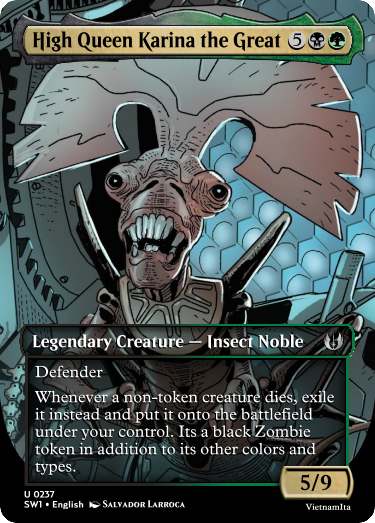 High Queen Karina the Great 5
Legendary Creature — Insect Noble
Defender
Whenever a non-token creature dies, exile
it instead and put it onto the battlefield
under your control. Its a black Zombie
token in addition to its other colors and
types.
5/9
U 0237
SW1 • English Salvador Larroca
VietnamIta